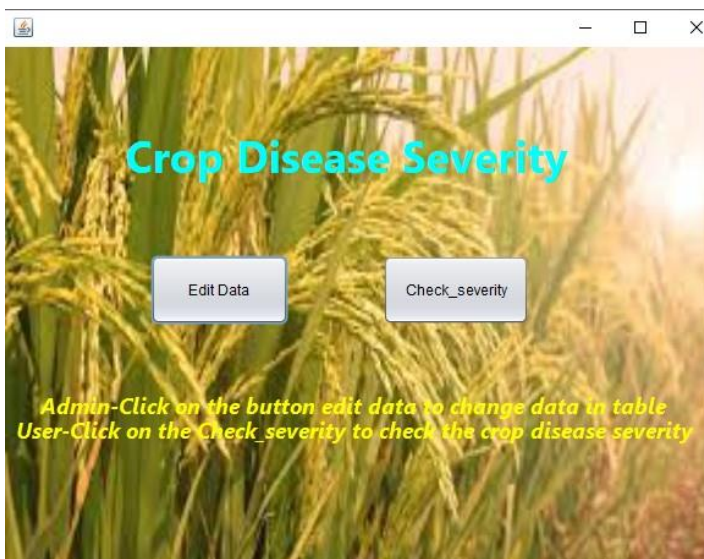 Crop Disease Severity
Edit Data
Check_severity
Admin-Click on the button edit data to change data in table
User-Click on the Check_severity to check the crop disease severity